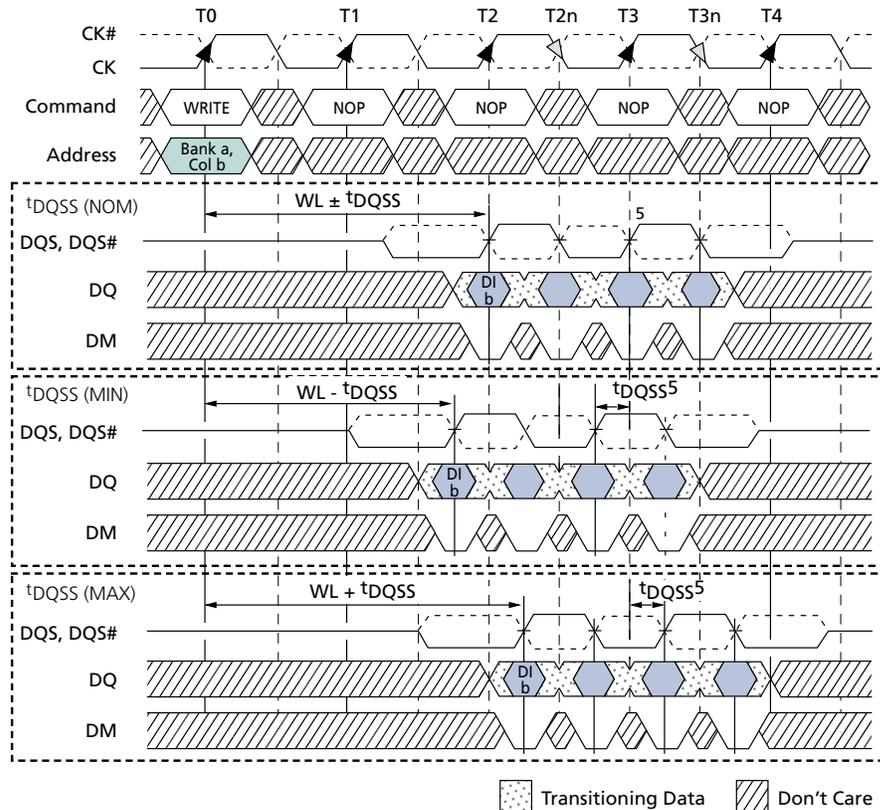 T0 T1 T2 T2n T3 T3n T4
CK#
CK
Command WRITE NOP NOP NOP NOP
Address Bank a, Col b
tDQSS (NOM)
WL ± tDQSS
5
DQS, DQS#
DQ DI b
DM
tDQSS (MIN)
WL - tDQSS tDQSS5
DQS, DQS#
DQ DI b
DM
tDQSS (MAX)
WL + tDQSS tDQSS5
DQS, DQS#
DQ DI b
DM
Transitioning Data Don't Care